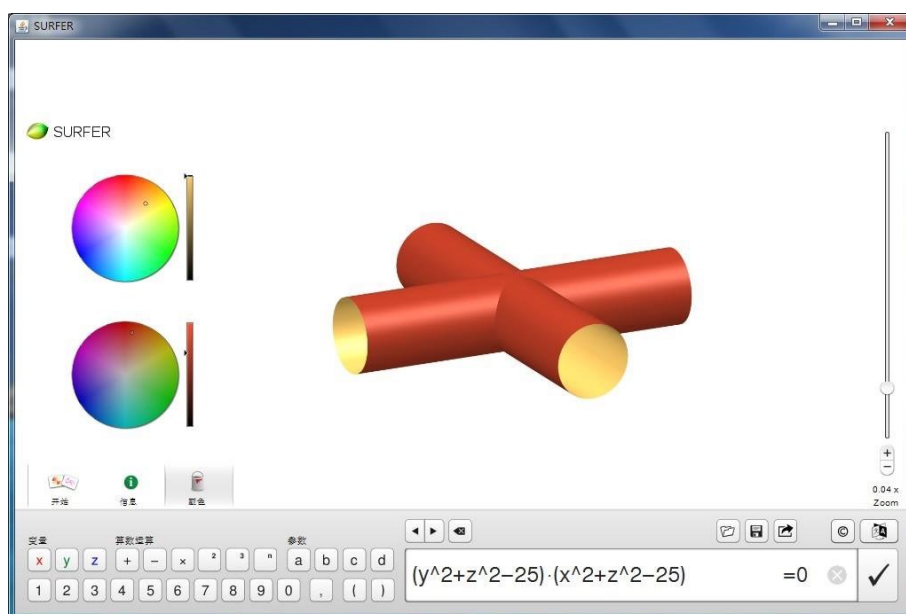 SURFER
SURFER
+
−
0.04 x
Zoom
开始
信息
颜色
变量
算数运算
参数
x y z + − × ² ³ ⁿ a b c d
1 2 3 4 5 6 7 8 9 0 , ( )
(y^2+z^2−25)·(x^2+z^2−25) =0
©